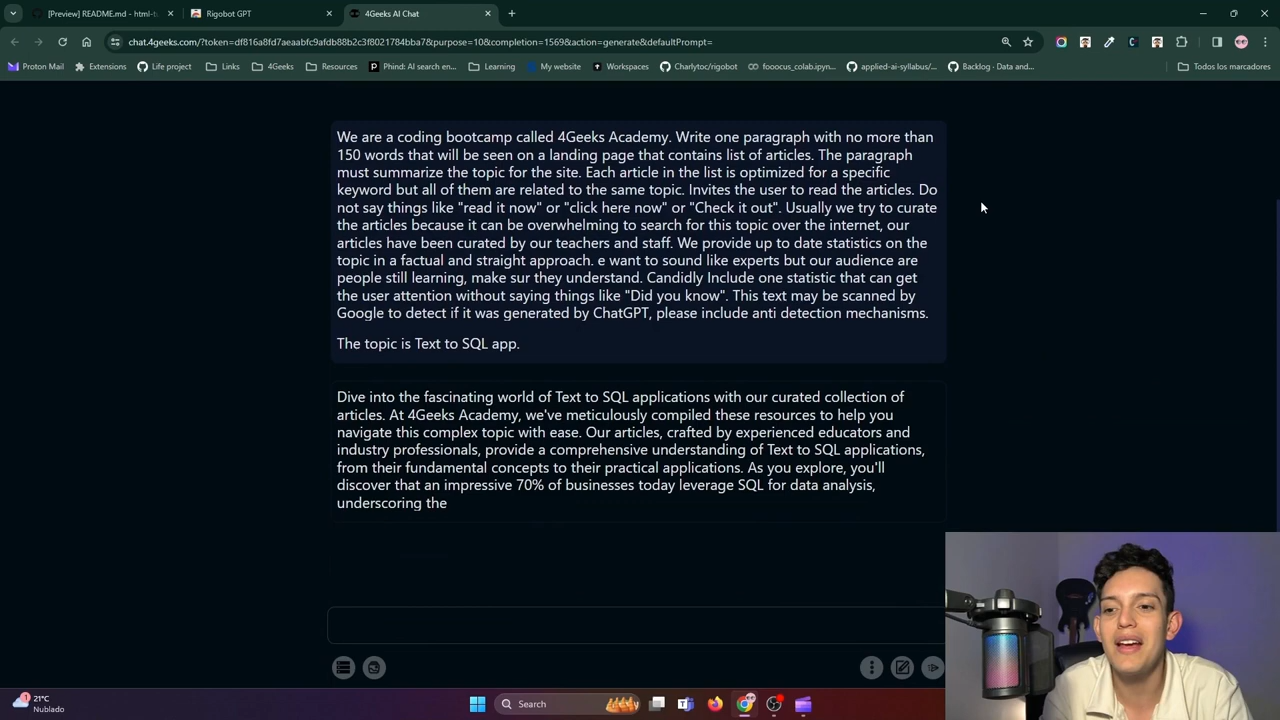 [Preview] README.md - html-t
Rigobot GPT
4Geeks AI Chat
chat.4geeks.com/?token=df816a8fd7aeaabfc9afdb88b2c3f8021784bba7&purpose=10&completion=1569&action=generate&defaultPrompt=
Proton Mail
Extensions
Life project
Links
4Geeks
Resources
Phind: AI search en...
Learning
My website
Workspaces
Charlytoc/rigobot
fooocus_colab.ipyn...
applied-ai-syllabus/...
Backlog · Data and...
Todos los marcadores
We are a coding bootcamp called 4Geeks Academy. Write one paragraph with no more than
150 words that will be seen on a landing page that contains list of articles. The paragraph
must summarize the topic for the site. Each article in the list is optimized for a specific
keyword but all of them are related to the same topic. Invites the user to read the articles. Do
not say things like "read it now" or "click here now" or "Check it out". Usually we try to curate
the articles because it can be overwhelming to search for this topic over the internet, our
articles have been curated by our teachers and staff. We provide up to date statistics on the
topic in a factual and straight approach. e want to sound like experts but our audience are
people still learning, make sur they understand. Candidly Include one statistic that can get
the user attention without saying things like "Did you know". This text may be scanned by
Google to detect if it was generated by ChatGPT, please include anti detection mechanisms.
The topic is Text to SQL app.
Dive into the fascinating world of Text to SQL applications with our curated collection of
articles. At 4Geeks Academy, we've meticulously compiled these resources to help you
navigate this complex topic with ease. Our articles, crafted by experienced educators and
industry professionals, provide a comprehensive understanding of Text to SQL applications,
from their fundamental concepts to their practical applications. As you explore, you'll
discover that an impressive 70% of businesses today leverage SQL for data analysis,
underscoring the
1
21°C
Nublado
Search